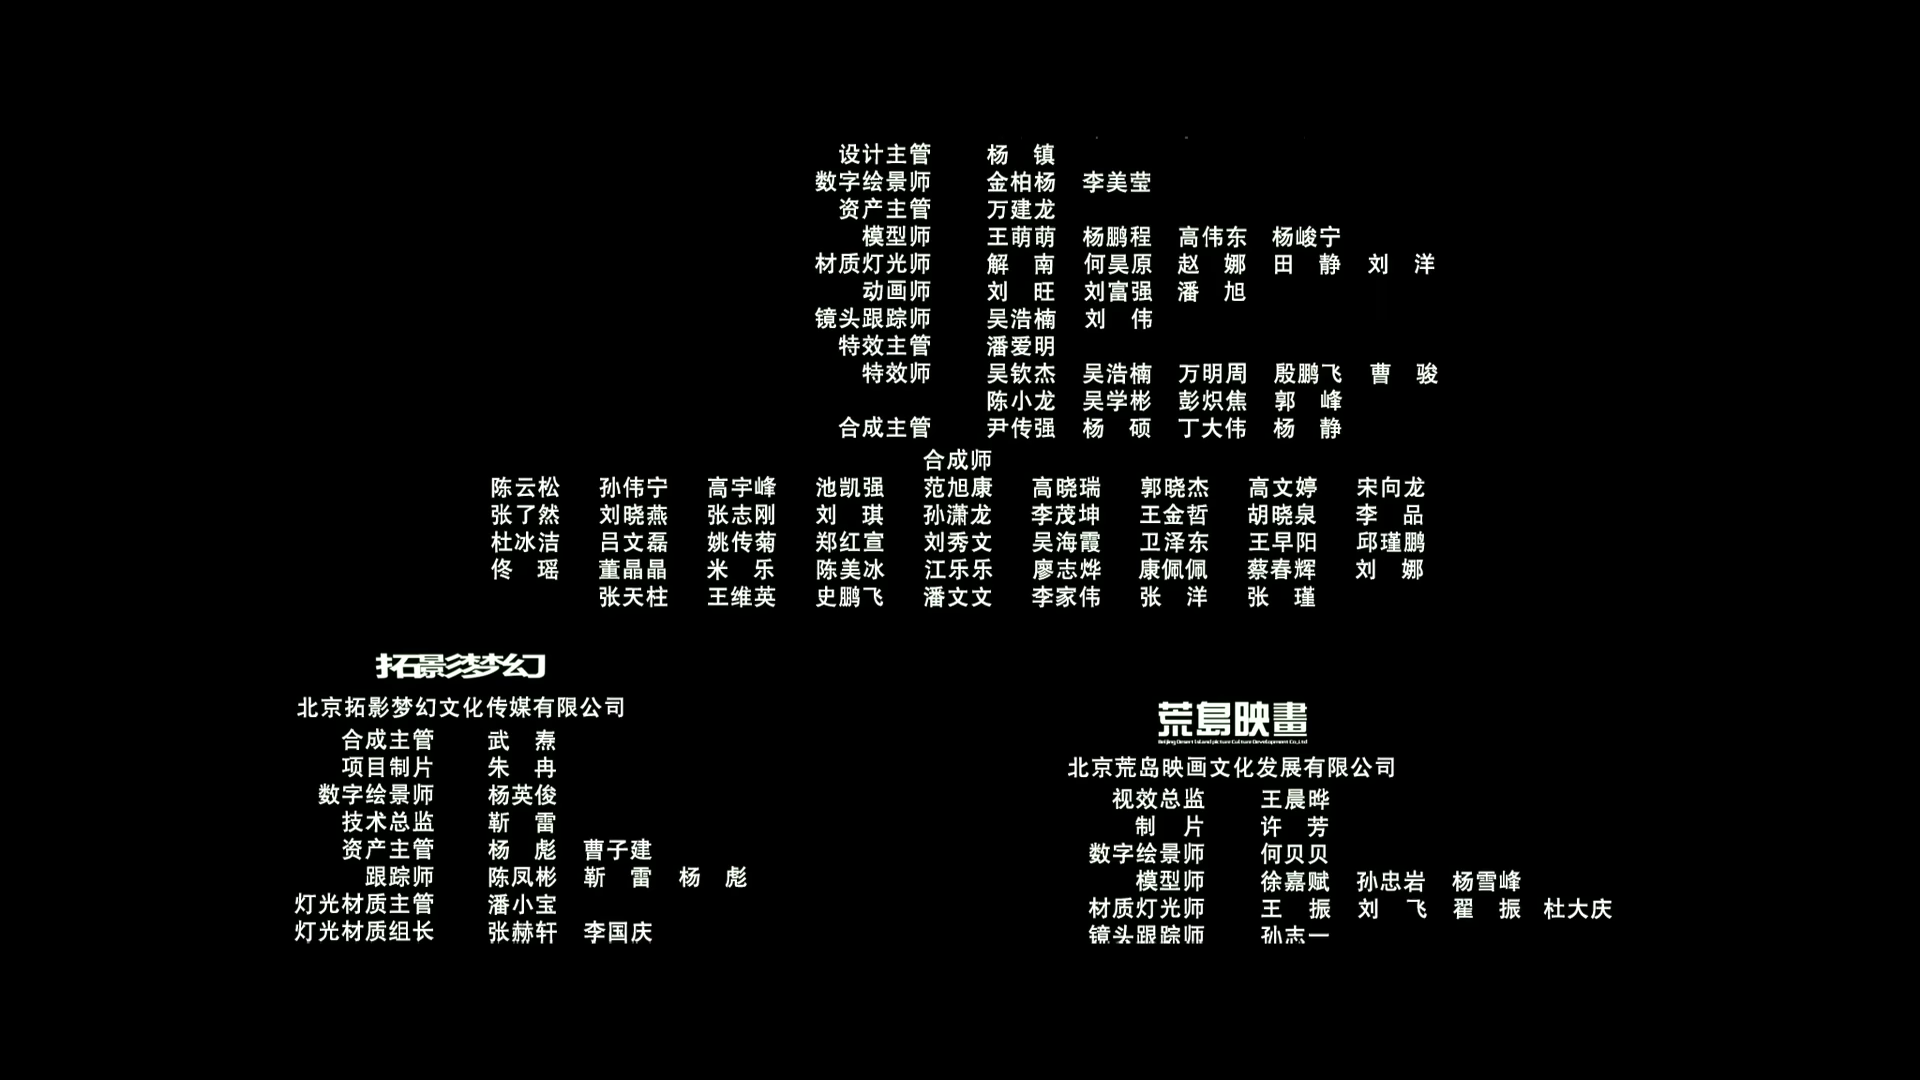 设计主管 杨 镇
数字绘景师 金柏杨 李美莹
资产主管 万建龙
模型师 王萌萌 杨鹏程 高伟东 杨峻宁
材质灯光师 解 南 何昊原 赵 娜 田 静 刘 洋
动画师 刘 旺 刘富强 潘 旭
镜头跟踪师 吴浩楠 刘 伟
特效主管 潘爱明
特效师 吴钦杰 吴浩楠 万明周 殷鹏飞 曹 骏
陈小龙 吴学彬 彭炽焦 郭 峰
合成主管 尹传强 杨 硕 丁大伟 杨 静
合成师
陈云松 孙伟宁 高宇峰 池凯强 范旭康 高晓瑞 郭晓杰 高文婷 宋向龙
张了然 刘晓燕 张志刚 刘 琪 孙潇龙 李茂坤 王金哲 胡晓泉 李 品
杜冰洁 吕文磊 姚传菊 郑红宣 刘秀文 吴海霞 卫泽东 王早阳 邱瑾鹏
佟 瑶 董晶晶 米 乐 陈美冰 江乐乐 廖志烨 康佩佩 蔡春辉 刘 娜
张天柱 王维英 史鹏飞 潘文文 李家伟 张 洋 张 瑾
拓影梦幻
北京拓影梦幻文化传媒有限公司
合成主管 武 焘
项目制片 朱 冉
数字绘景师 杨英俊
技术总监 靳 雷
资产主管 杨 彪 曹子建
跟踪师 陈凤彬 靳 雷 杨 彪
灯光材质主管 潘小宝
灯光材质组长 张赫轩 李国庆
荒島映畫
Beijing Desert Island picture Culture Development Co.,Ltd
北京荒岛映画文化发展有限公司
视效总监 王晨晔
制 片 许 芳
数字绘景师 何贝贝
模型师 徐嘉赋 孙忠岩 杨雪峰
材质灯光师 王 振 刘 飞 翟 振 杜大庆
镜头跟踪师 孙志一